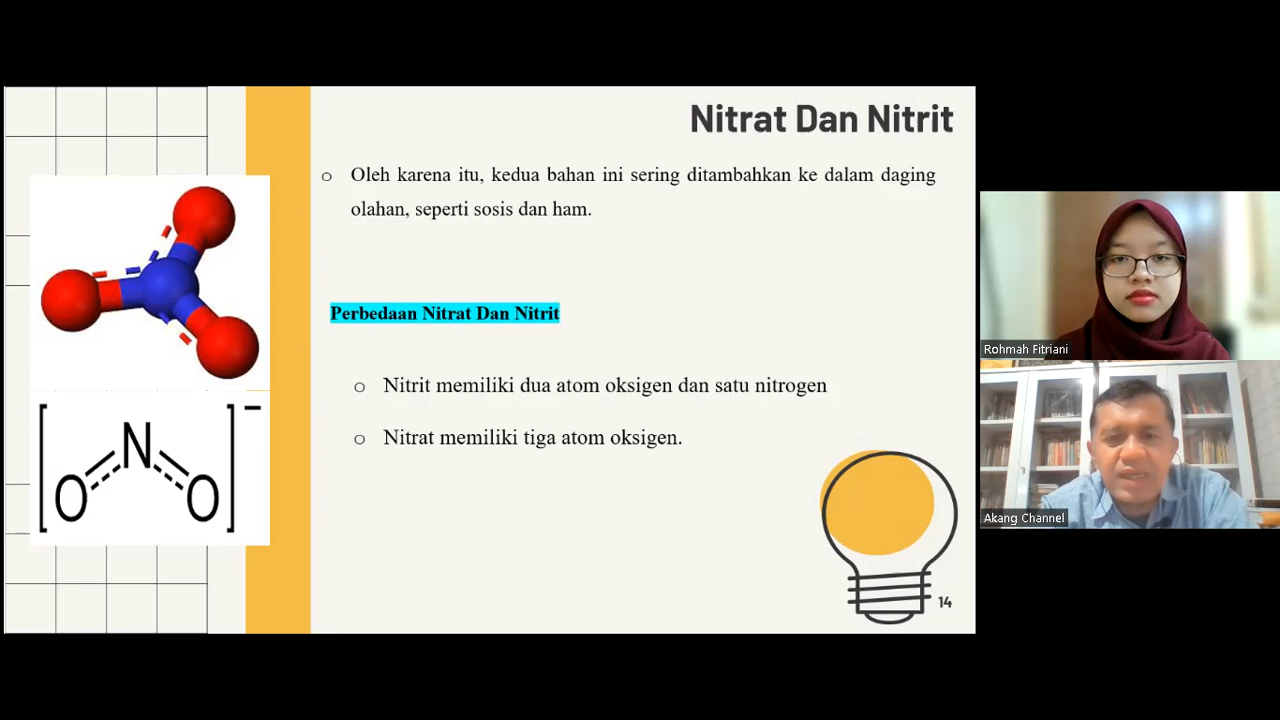 Nitrat Dan Nitrit
o Oleh karena itu, kedua bahan ini sering ditambahkan ke dalam daging
olahan, seperti sosis dan ham.
Perbedaan Nitrat Dan Nitrit
o Nitrit memiliki dua atom oksigen dan satu nitrogen
o Nitrat memiliki tiga atom oksigen.
[ N ] −
O O
14
Rohmah Fitriani
Akang Channel